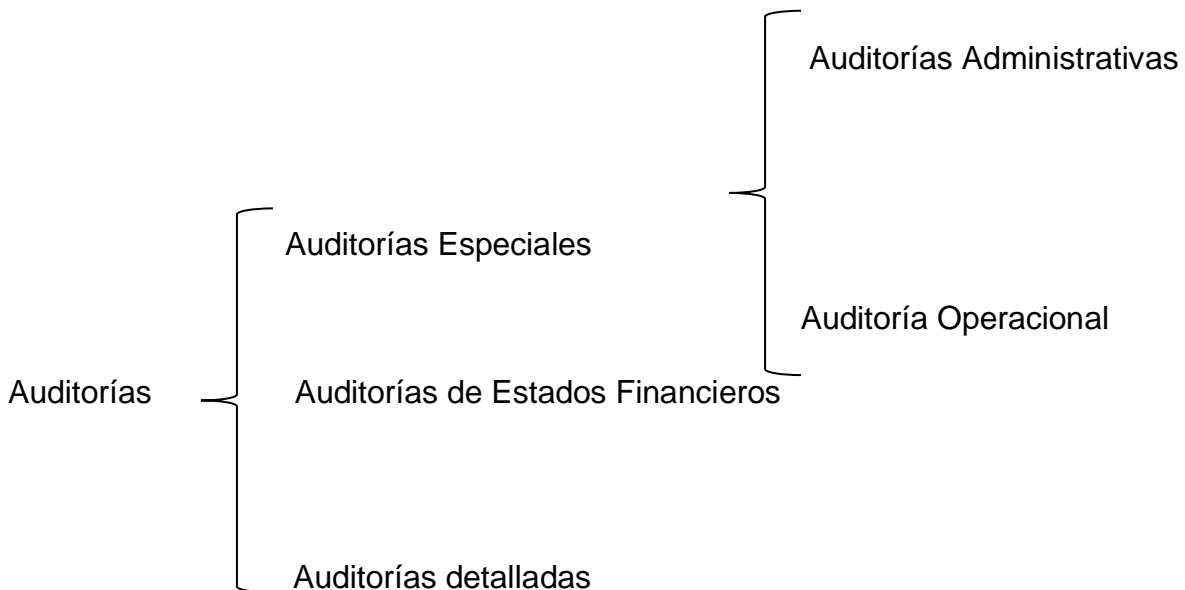 Auditorías Administrativas
Auditorías Especiales
Auditoría Operacional
Auditorías
Auditorías de Estados Financieros
Auditorías detalladas